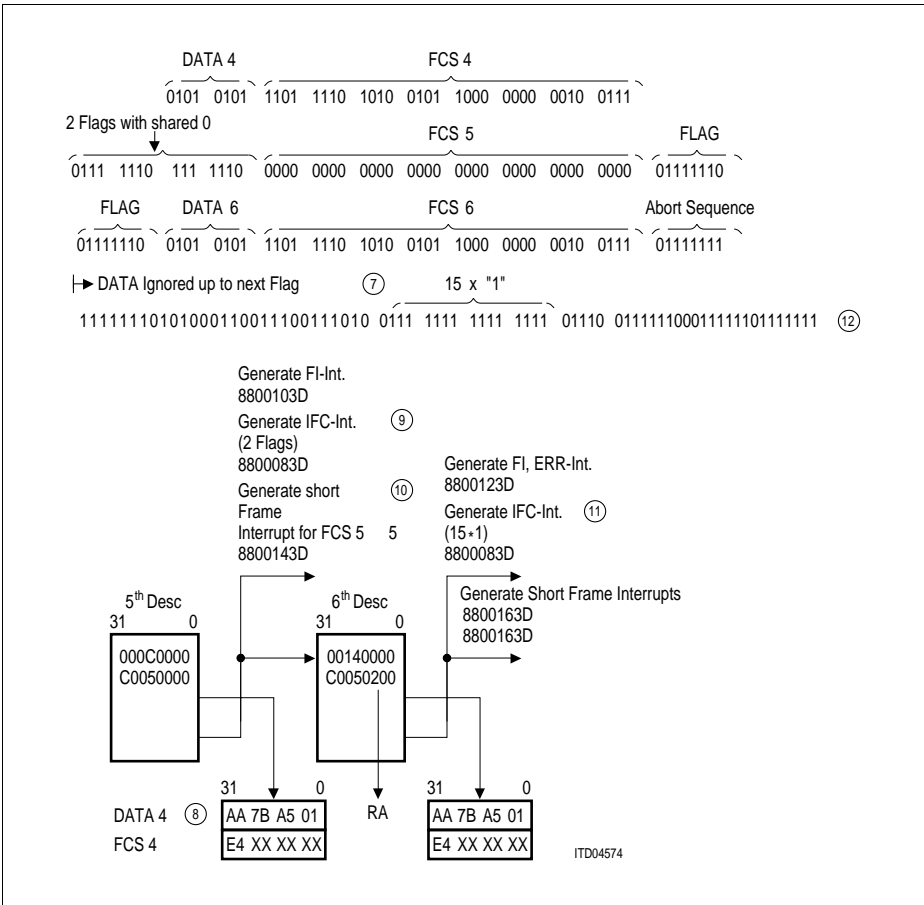 DATA 4 FCS 4
0101 0101 1101 1110 1010 0101 1000 0000 0010 0111
2 Flags with shared 0
FCS 5 FLAG
0111 1110 111 1110 0000 0000 0000 0000 0000 0000 0000 0000 01111110
FLAG DATA 6 FCS 6 Abort Sequence
01111110 0101 0101 1101 1110 1010 0101 1000 0000 0010 0111 01111111
DATA Ignored up to next Flag 7 15 x "1"
1111111010100011001110011101 0 0111 1111 1111 1111 01110 0111111100011111101111111 12
Generate FI-Int.
8800103D
Generate IFC-Int. 9
(2 Flags)
8800083D
Generate short 10
Frame
Interrupt for FCS 5 5
8800143D
Generate FI, ERR-Int.
8800123D
Generate IFC-Int. 11
(15*1)
8800083D
Generate Short Frame Interrupts
8800163D
8800163D
5th Desc
31 0
000C0000
C0050000
6th Desc
31 0
00140000
C0050200
31 0
DATA 4 8 AA 7B A5 01
FCS 4 E4 XX XX XX
RA
31 0
AA 7B A5 01
E4 XX XX XX
ITD04574